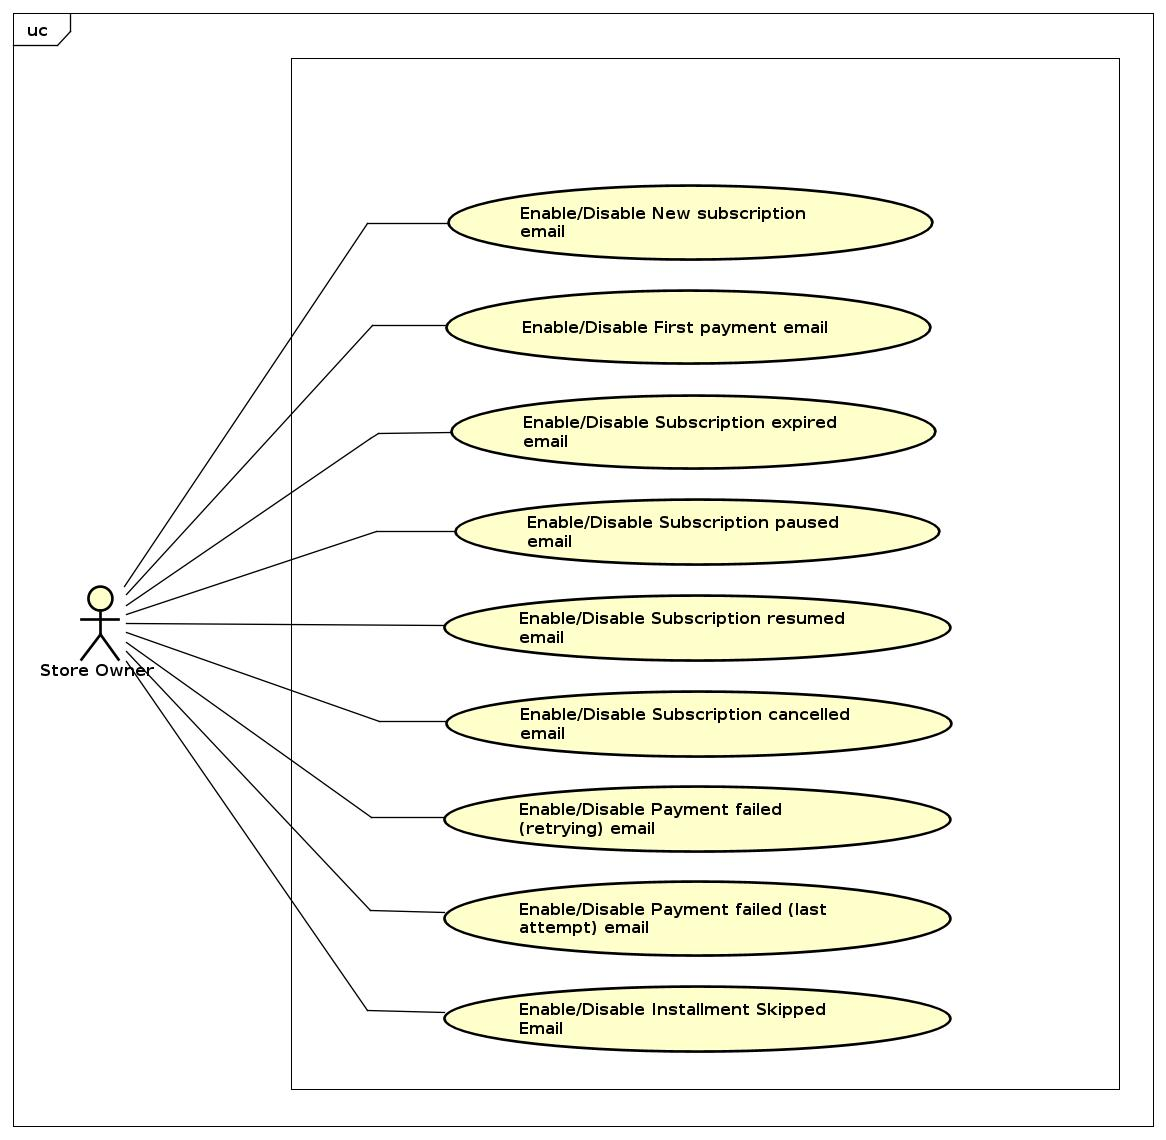 uc
Enable/Disable New subscription
email
Enable/Disable First payment email
Enable/Disable Subscription expired
email
Enable/Disable Subscription paused
email
Enable/Disable Subscription resumed
email
Store Owner
Enable/Disable Subscription cancelled
email
Enable/Disable Payment failed
(retrying) email
Enable/Disable Payment failed (last
attempt) email
Enable/Disable Installment Skipped
Email